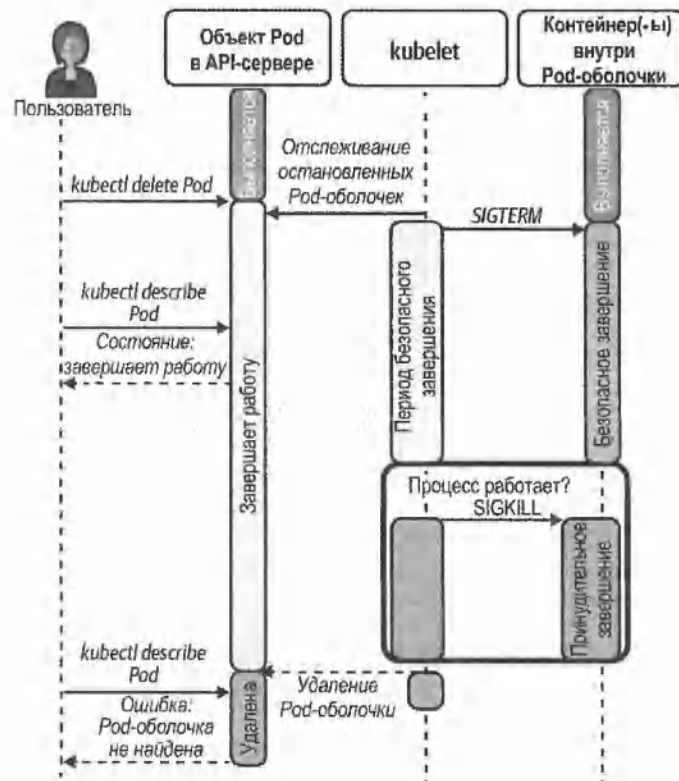 Пользователь
Объект Pod
в API-сервере
kubelet
Контейнер(-ы)
внутри
Pod-оболочки
Выполняется
Выполняется
Отслеживание
остановленных
Pod-оболочек
kubectl delete Pod
SIGTERM
kubectl describe
Pod
Состояние:
завершает работу
Завершает работу
Период безопасного
завершения
Безопасное завершение
Процесс работает?
SIGKILL
Принудительное
завершение
kubectl describe
Pod
Ошибка:
Pod-оболочка
не найдена
Удалена
Удаление
Pod-оболочки